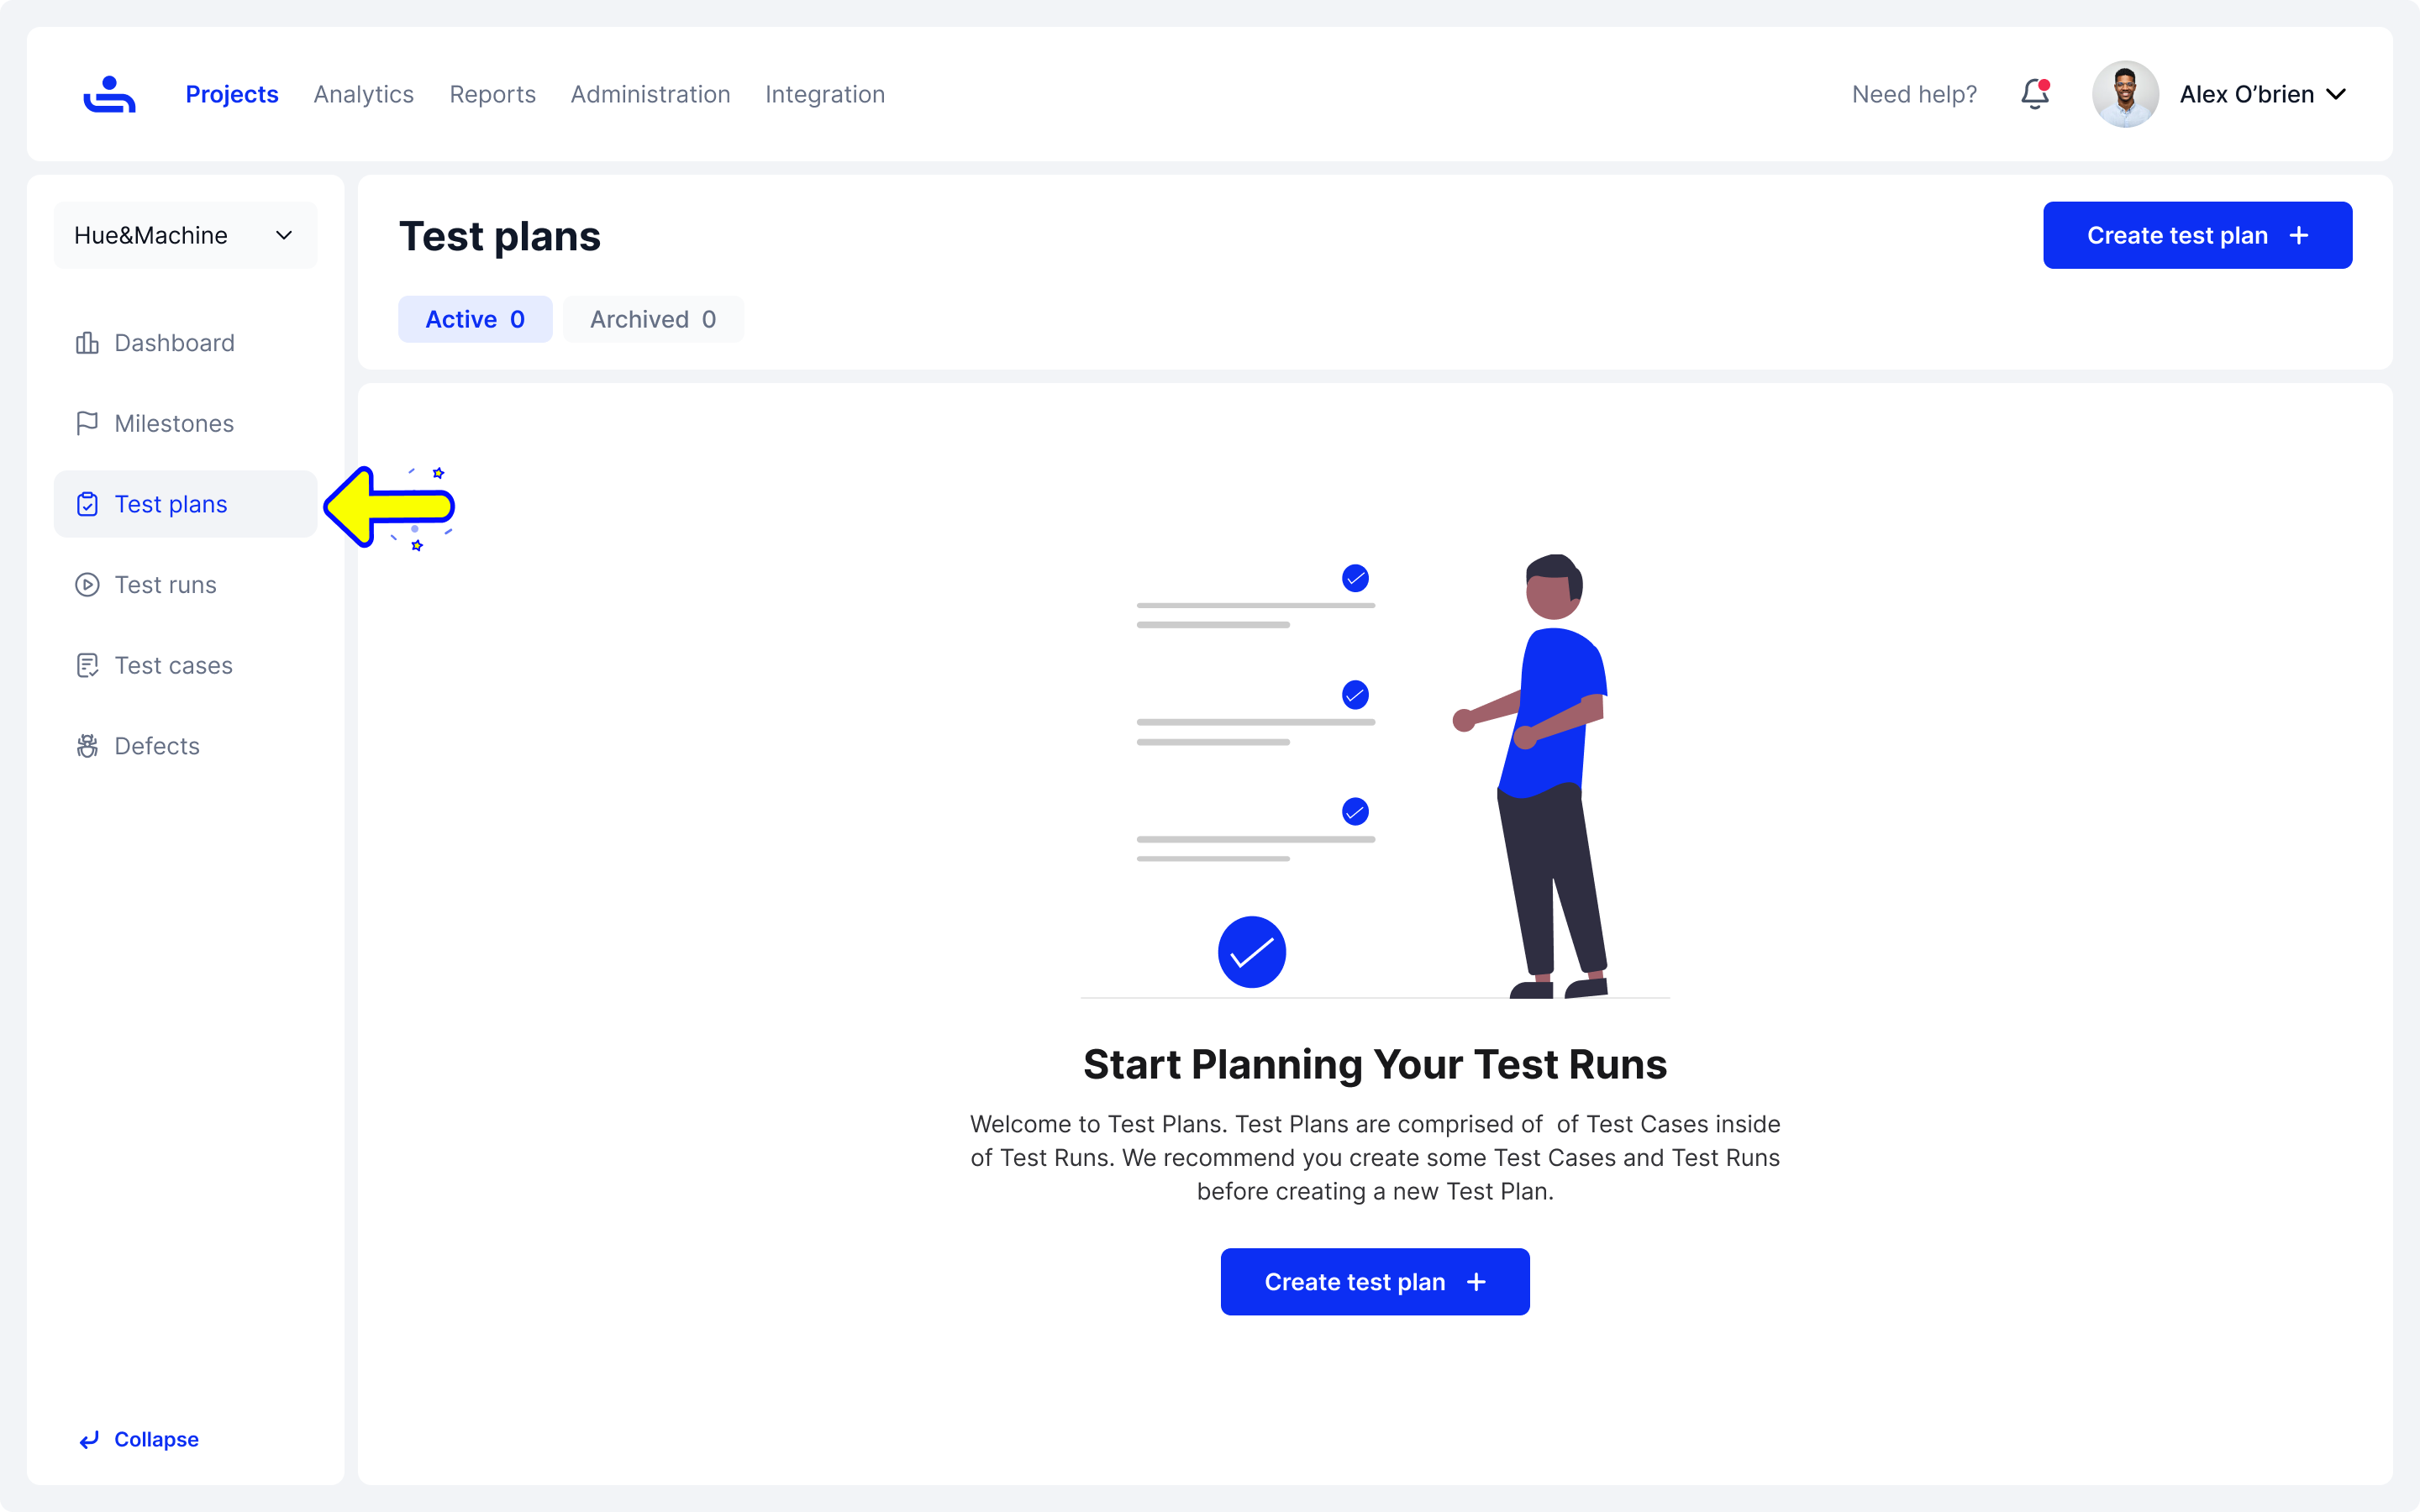 Projects Analytics Reports Administration Integration Need help? Alex O’brien
Hue&Machine
Dashboard
Milestones
Test plans
Test runs
Test cases
Defects
Collapse
Test plans
Create test plan +
Active 0 Archived 0
Start Planning Your Test Runs
Welcome to Test Plans. Test Plans are comprised of  of Test Cases inside
of Test Runs. We recommend you create some Test Cases and Test Runs
before creating a new Test Plan.
Create test plan +